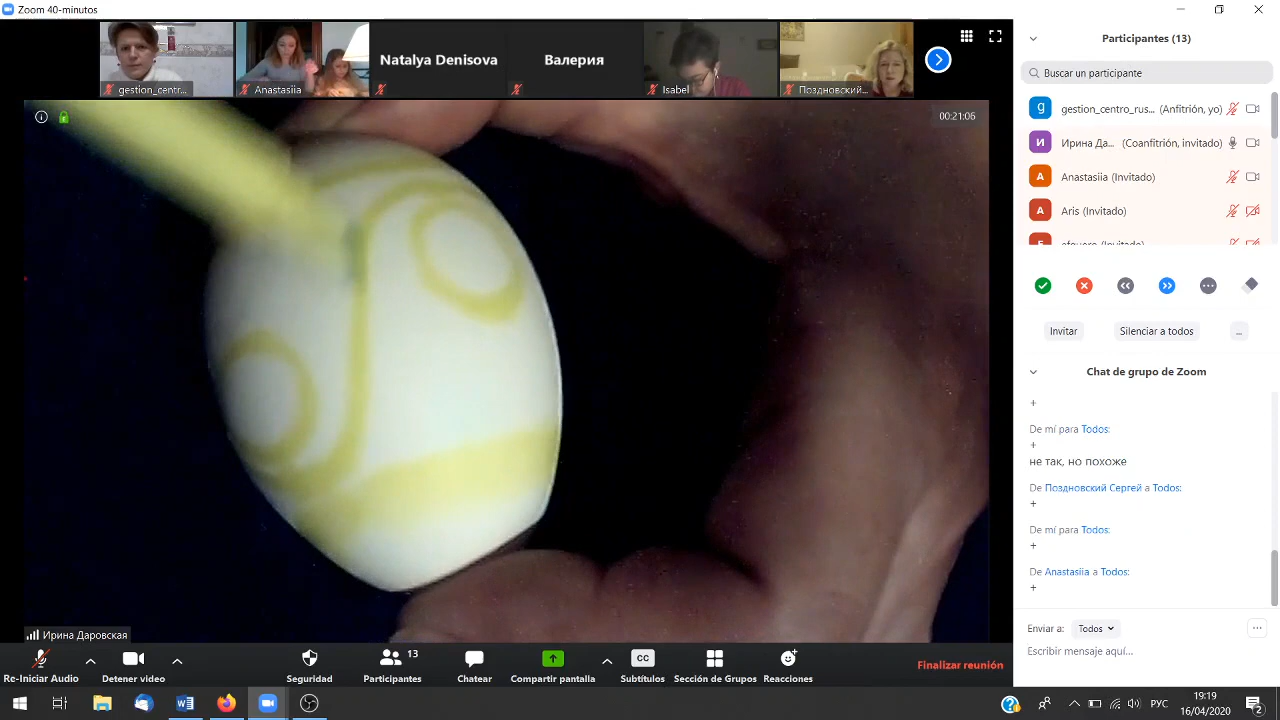 Zoom 40-minutos
gestion_centr...
Anastasiia
Natalya Denisova
Валерия
Isabel
Поздновский...
00:21:06
Ирина Даровская
Participantes (13)
Buscar un participante
g gestion_centro_rus... (Anfitrión, yo)
И Ирина Да... (Coanfitrión, invitado)
A Anastasiia (Invitado)
A Aris (Invitado)
Invitar
Silenciar a todos
...
Chat de grupo de Zoom
+
De mí para Todos:
+
не так, но похоже
De Поздновский Сергей a Todos:
+
De mí para Todos:
+
De Anastasiia a Todos:
+
Enviar a: Todos
Escribir mensaje aquí...
Re-Iniciar Audio
Detener video
Seguridad
13
Participantes
Chatear
Compartir pantalla
CC
Subtítulos
Sección de Grupos
Reacciones
Finalizar reunión
РУС
19:19
16/04/2020
2